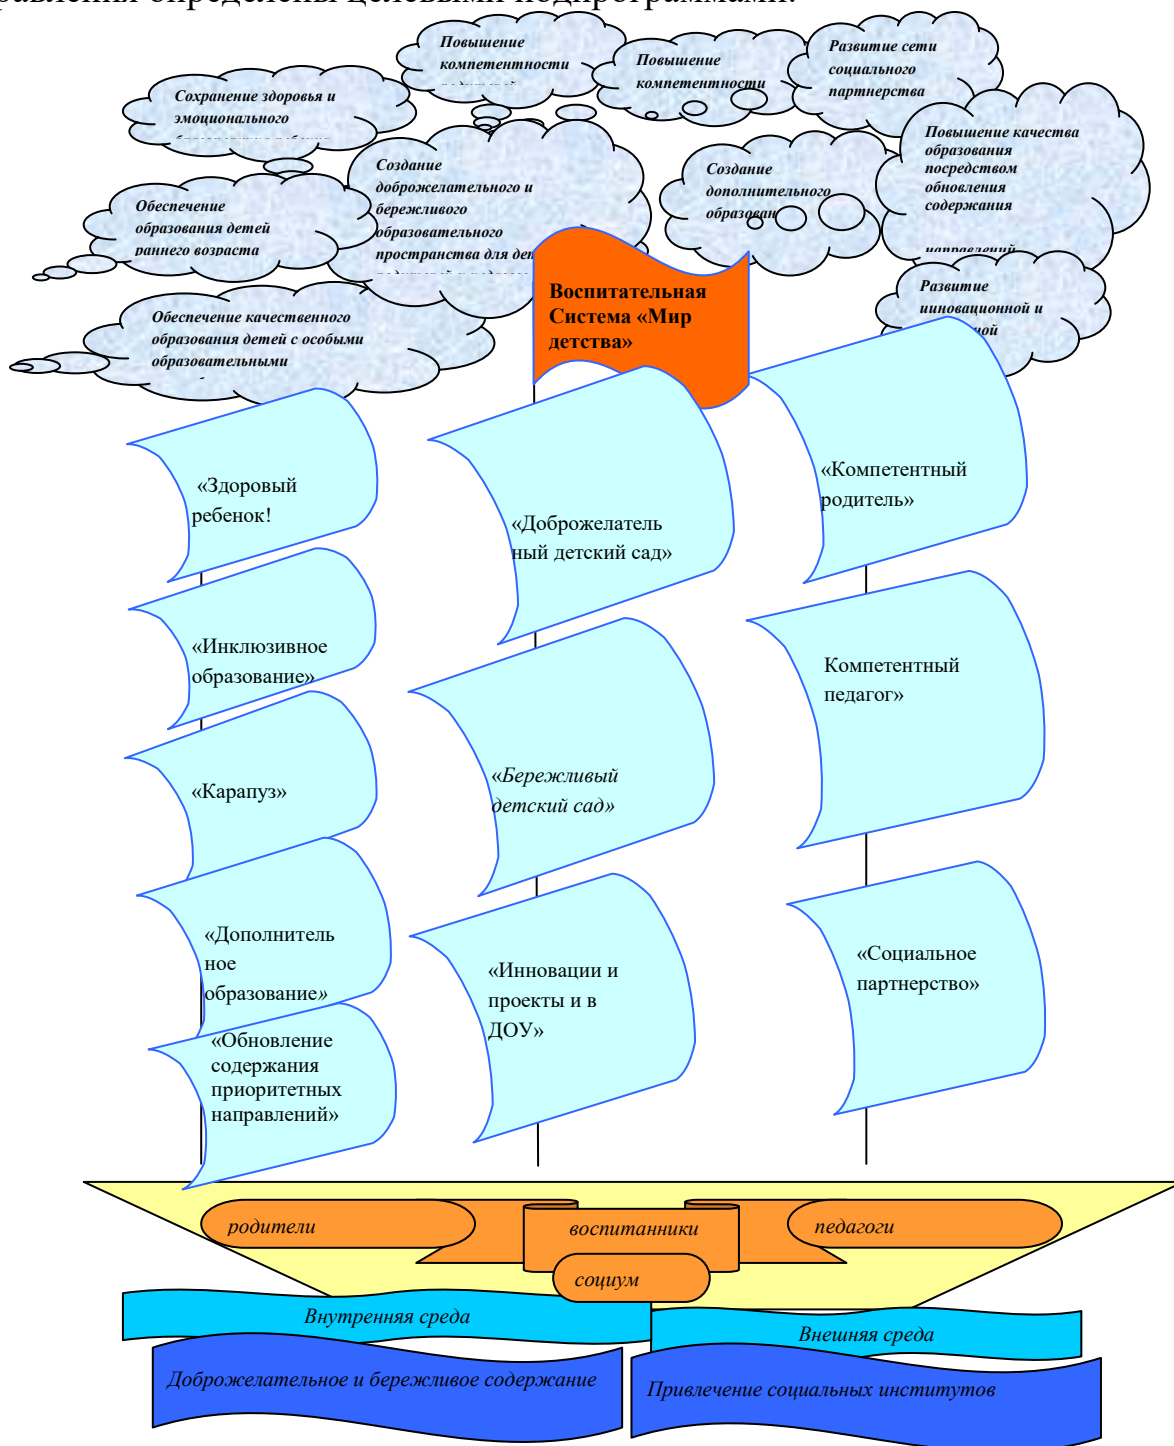 определены целевыми подпрограммами.
Повышение
компетентности
Повышение
компетентности
Развитие сети
социального
партнерства
Сохранение здоровья и
эмоционального
Повышение качества
образования
посредством
обновления
содержания
направлений
Создание
доброжелательного и
бережливого
образовательного
пространства для
Создание
дополнительного
Обеспечение
образования детей
раннего возраста
Воспитательная
Система «Мир
детства»
Развитие
инновационной и
Обеспечение качественного
образования детей с особыми
образовательными
«Здоровый
ребенок!
«Доброжелатель
ный детский сад»
«Компетентный
родитель»
«Инклюзивное
образование»
Компетентный
педагог»
«Карапуз»
«Бережливый
детский сад»
«Дополнитель
ное
образование»
«Инновации и
проекты и в
ДОУ»
«Социальное
партнерство»
«Обновление
содержания
приоритетных
направлений»
родители
воспитанники
педагоги
социум
Внутренняя среда
Внешняя среда
Доброжелательное и бережливое содержание
Привлечение социальных институтов